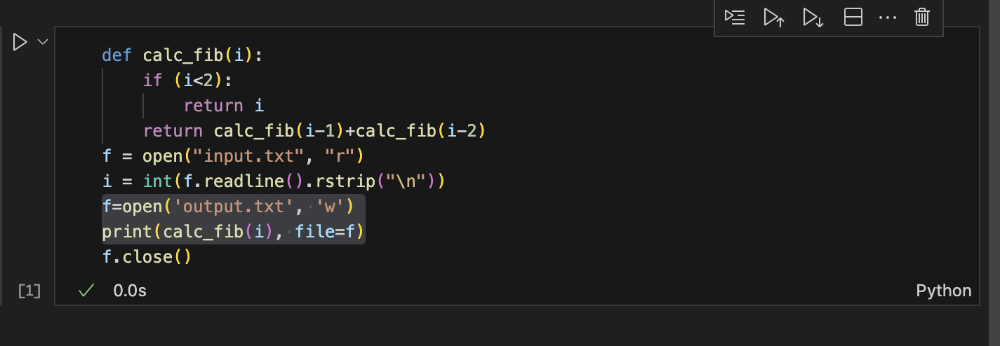 def calc_fib(i):
    if (i<2):
        return i
    return calc_fib(i-1)+calc_fib(i-2)
f = open("input.txt", "r")
i = int(f.readline().rstrip("\n"))
f=open('output.txt', 'w')
print(calc_fib(i), file=f)
f.close()
[1] 0.0s Python